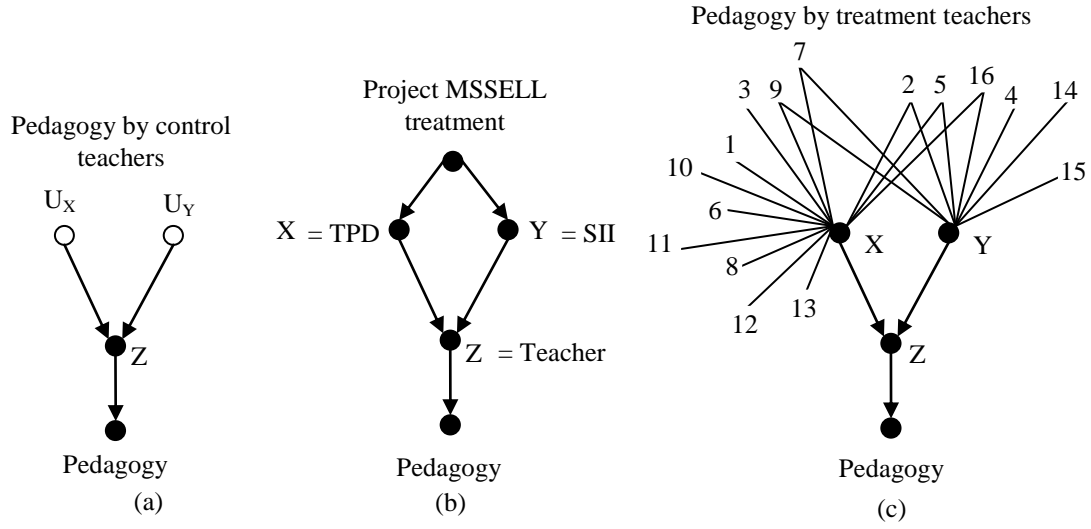 Pedagogy by control
teachers
U_X
U_Y
Z
Pedagogy
(a)
Project MSSELL
treatment
X = TPD
Y = SII
Z = Teacher
Pedagogy
(b)
Pedagogy by treatment teachers
7
3
9
2
5
16
4
14
1
10
15
6
11
8
12
13
X
Y
Z
Pedagogy
(c)